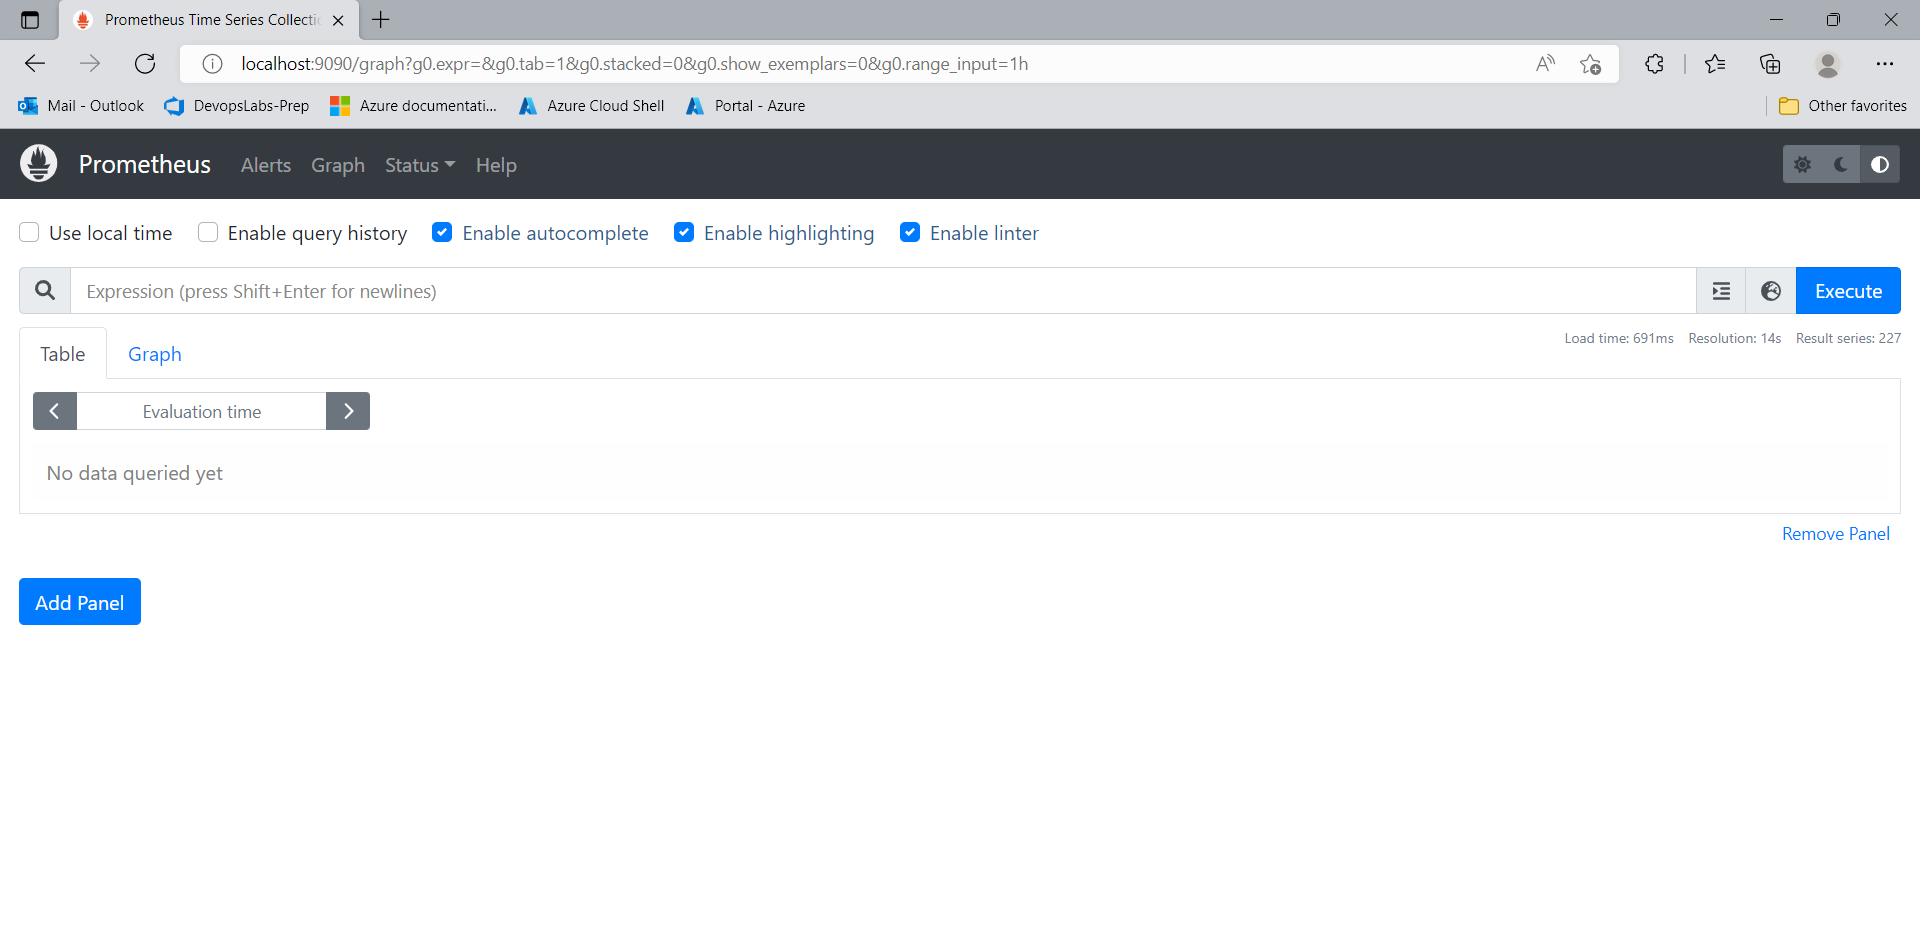 Prometheus Time Series Collecti
localhost:9090/graph?g0.expr=&g0.tab=1&g0.stacked=0&g0.show_exemplars=0&g0.range_input=1h
Mail - Outlook DevopsLabs-Prep Azure documentati... Azure Cloud Shell Portal - Azure Other favorites
Prometheus Alerts Graph Status Help
Use local time Enable query history Enable autocomplete Enable highlighting Enable linter
Expression (press Shift+Enter for newlines) Execute
Table Graph Load time: 691ms Resolution: 14s Result series: 227
Evaluation time
No data queried yet
Remove Panel
Add Panel